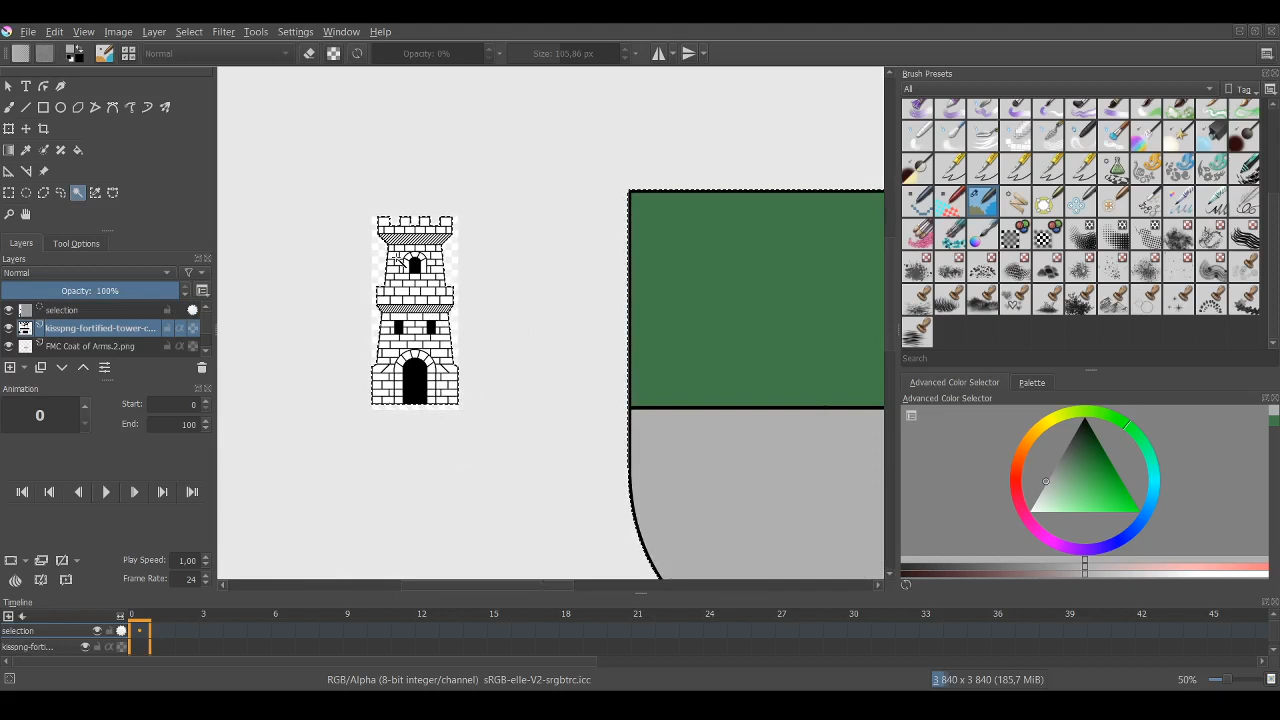 File Edit View Image Layer Select Filter Tools Settings Window Help
Normal Opacity: 0% Size: 105,86 px
Brush Presets
All Tag
Layers Tool Options
Layers
Normal
Opacity: 100%
selection
kisspng-fortified-tower-c...
FMC Coat of Arms.2.png
Animation
0 Start: 0
End: 100
Play Speed: 1,00
Frame Rate: 24
Search
Advanced Color Selector Palette
Advanced Color Selector
Timeline
0 3 6 9 12 15 18 21 24 27 30 33 36 39 42 45
selection
kisspng-forti...
RGB/Alpha (8-bit integer/channel) sRGB-elle-V2-srgbtrc.icc 3 840 x 3 840 (185,7 MiB) 50%